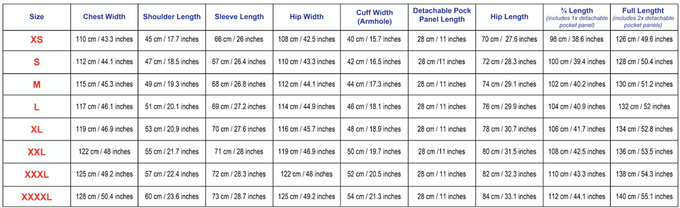 Size Chest Width Shoulder Length Sleeve Length Hip Width Cuff Width (Armhole) Detachable Pock Panel Length Hip Length ¾ Length (includes 1x detachable pocket panel) Full Lengtht (includes 2x detachable pocket panels)
XS 110 cm / 43.3 inches 45 cm / 17.7 inches 66 cm / 26 inches 108 cm / 42.5 inches 40 cm / 15.7 inches 28 cm / 11 inches 70 cm / 27.6 inches 98 cm / 38.6 inches 126 cm / 49.6 inches
S 112 cm / 44.1 inches 47 cm / 18.5 inches 67 cm / 26.4 inches 110 cm / 43.3 inches 42 cm / 16.5 inches 28 cm /11 inches 72 cm / 28.3 inches 100 cm / 39.4 inches 128 cm / 50.4 inches
M 115 cm / 45.3 inches 49 cm / 19.3 inches 68 cm / 26.8 inches 112 cm / 44.1 inches 44 cm / 17.3 inches 28 cm / 11 inches 74 cm / 29.1 inches 102 cm / 40.2 inches 130 cm / 51.2 inches
L 117 cm / 46.1 inches 51 cm / 20.1 inches 69 cm / 27.2 inches 114 cm / 44.9 inches 46 cm / 18.1 inches 28 cm / 11 inches 76 cm / 29.9 inches 104 cm / 40.9 inches 132 cm / 52 inches
XL 119 cm / 46.9 inches 53 cm / 20.9 inches 70 cm / 27.6 inches 116 cm / 45.7 inches 48 cm / 18.9 inches 28 cm / 11 inches 78 cm / 30.7 inches 106 cm / 41.7 inches 134 cm / 52.8 inches
XXL 122 cm / 48 inches 55 cm / 21.7 inches 71 cm / 28 inches 119 cm / 46.9 inches 50 cm / 19.7 inches 28 cm /11 inches 80 cm / 31.5 inches 108 cm / 42.5 inches 136 cm / 53.5 inches
XXXL 125 cm / 49.2 inches 57 cm / 22.4 inches 72 cm / 28.3 inches 122 cm / 48 inches 52 cm / 20.5 inches 28 cm / 11 inches 82 cm / 32.3 inches 110 cm / 43.3 inches 138 cm / 54.3 inches
XXXXL 128 cm / 50.4 inches 60 cm / 23.6 inches 73 cm / 28.7 inches 125 cm / 49.2 inches 54 cm / 21.3 inches 28 cm / 11 inches 84 cm / 33.1 inches 112 cm / 44.1 inches 140 cm / 55.1 inches